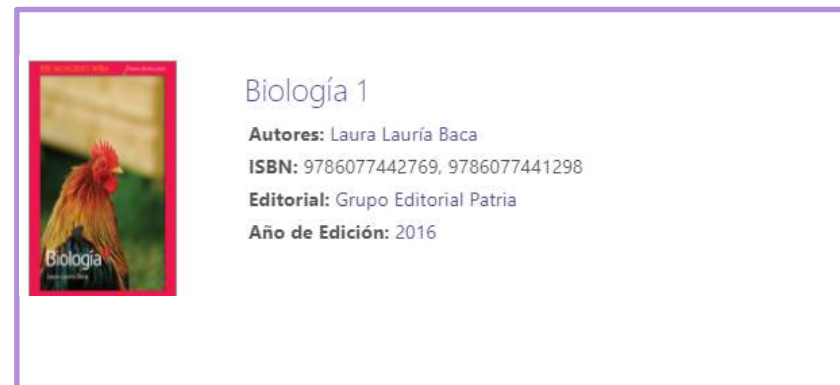 Biología 1
Autores: Laura Lauría Baca
ISBN: 9786077442769, 9786077441298
Editorial: Grupo Editorial Patria
Año de Edición: 2016
Biología